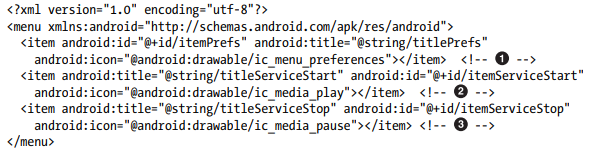 <?xml version="1.0" encoding="utf-8"?>
<menu xmlns:android="http://schemas.android.com/apk/res/android">
  <item android:id="@+id/itemPrefs" android:title="@string/titlePrefs"
    android:icon="@android:drawable/ic_menu_preferences"></item>  <!-- ❶ -->
  <item android:title="@string/titleServiceStart" android:id="@+id/itemServiceStart"
    android:icon="@android:drawable/ic_media_play"></item>  <!-- ❷ -->
  <item android:title="@string/titleServiceStop" android:id="@+id/itemServiceStop"
    android:icon="@android:drawable/ic_media_pause"></item> <!-- ❸ -->
</menu>